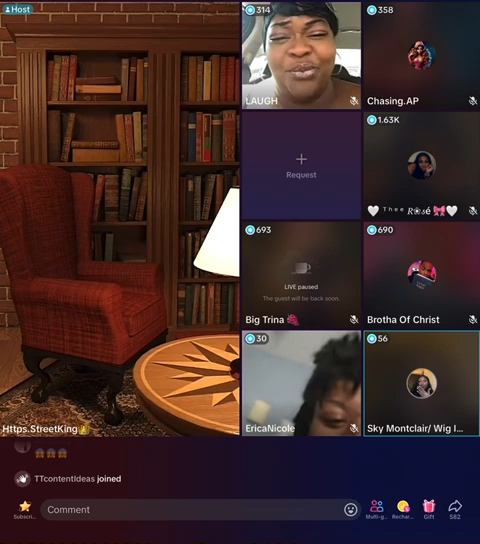 Host
Https.StreetKing
314
LAUGH
358
Chasing.AP
Request
1.63K
🤍 ᵀʰᵉᵉ 𝑅❀𝓈é 🎀🤍
693
LIVE paused
The guest will be back soon.
Big Trina 🍇
690
Brotha Of Christ
30
EricaNicole
56
Sky Montclair/ Wig I...
TTcontentIdeas joined
Comment
Subscri...
Multi-g...
Rechar...
Gift
582